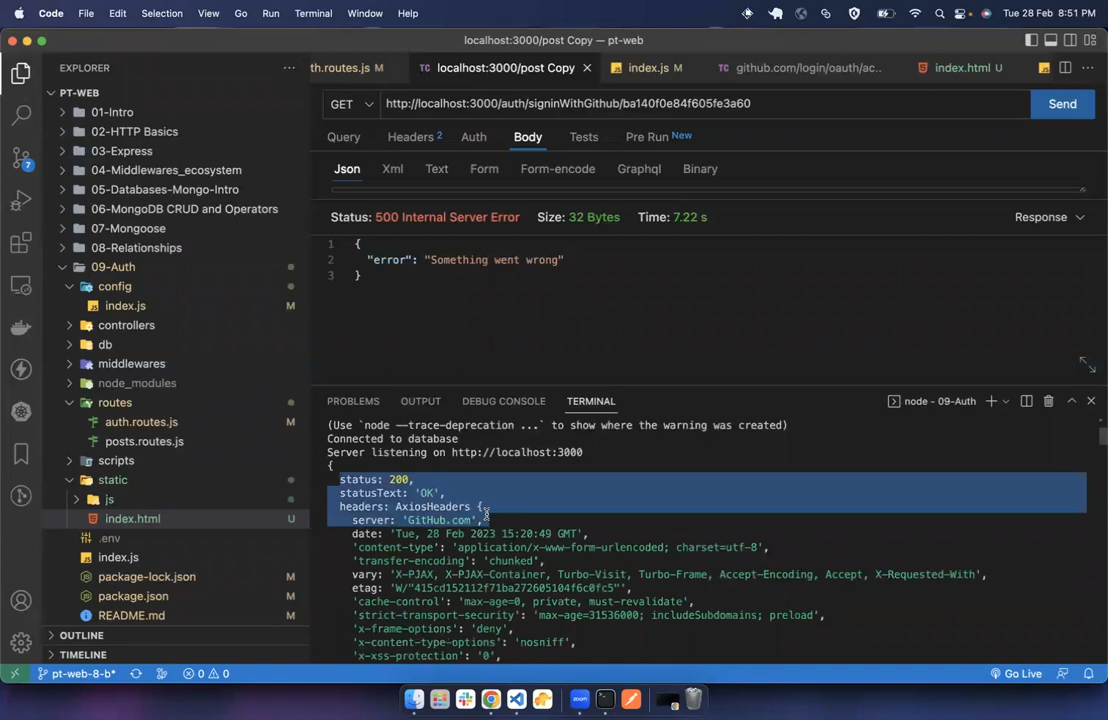 Code File Edit Selection View Go Run Terminal Window Help Tue 28 Feb 8:51 PM
localhost:3000/post Copy — pt-web
EXPLORER
th.routes.js M
TC localhost:3000/post Copy
JS index.js M
TC github.com/login/oauth/ac..
index.html U
JS
PT-WEB
01-Intro
02-HTTP Basics
03-Express
04-Middlewares_ecosystem
05-Databases-Mongo-Intro
06-MongoDB CRUD and Operators
07-Mongoose
08-Relationships
09-Auth
config
JS index.js M
controllers
db
middlewares
node_modules
routes
auth.routes.js M
posts.routes.js
scripts
static
js
index.html U
.env
JS index.js
package-lock.json M
package.json M
README.md M
OUTLINE
TIMELINE
GET http://localhost:3000/auth/signinWithGithub/ba140f0e84f605fe3a60 Send
Query Headers 2 Auth Body Tests Pre Run New
Json Xml Text Form Form-encode Graphql Binary
Status: 500 Internal Server Error Size: 32 Bytes Time: 7.22 s Response
1 {
2 "error": "Something went wrong"
3 }
PROBLEMS OUTPUT DEBUG CONSOLE TERMINAL node - 09-Auth
(Use `node --trace-deprecation ...` to show where the warning was created)
Connected to database
Server listening on http://localhost:3000
{
status: 200,
statusText: 'OK',
headers: AxiosHeaders {
server: 'GitHub.com',
date: 'Tue, 28 Feb 2023 15:20:49 GMT',
'content-type': 'application/x-www-form-urlencoded; charset=utf-8',
'transfer-encoding': 'chunked',
vary: 'X-PJAX, X-PJAX-Container, Turbo-Visit, Turbo-Frame, Accept-Encoding, Accept, X-Requested-With',
etag: 'W/"415cd152112f71ba272605104f6c0fc5"',
'cache-control': 'max-age=0, private, must-revalidate',
'strict-transport-security': 'max-age=31536000; includeSubdomains; preload',
'x-frame-options': 'deny',
'x-content-type-options': 'nosniff',
'x-xss-protection': '0',
7
pt-web-8-b* 0 0 Go Live